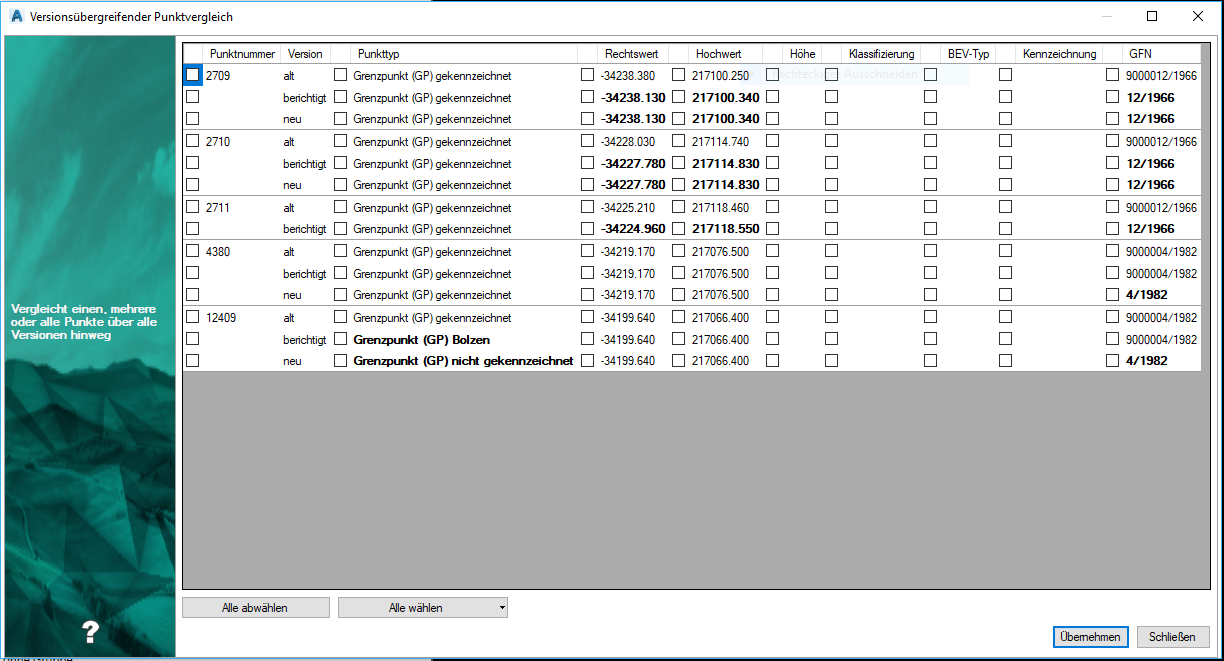 Versionsübergreifender Punktvergleich
Punktnummer Version Punkttyp Rechtswert Hochwert Höhe Klassifizierung BEV-Typ Kennzeichnung GFN
2709 alt Grenzpunkt (GP) gekennzeichnet -34238.380 217100.250 Rechteckiges Ausschneiden 9000012/1966
berichtigt Grenzpunkt (GP) gekennzeichnet -34238.130 217100.340 12/1966
neu Grenzpunkt (GP) gekennzeichnet -34238.130 217100.340 12/1966
2710 alt Grenzpunkt (GP) gekennzeichnet -34228.030 217114.740 9000012/1966
berichtigt Grenzpunkt (GP) gekennzeichnet -34227.780 217114.830 12/1966
neu Grenzpunkt (GP) gekennzeichnet -34227.780 217114.830 12/1966
2711 alt Grenzpunkt (GP) gekennzeichnet -34225.210 217118.460 9000012/1966
berichtigt Grenzpunkt (GP) gekennzeichnet -34224.960 217118.550 12/1966
4380 alt Grenzpunkt (GP) gekennzeichnet -34219.170 217076.500 9000004/1982
berichtigt Grenzpunkt (GP) gekennzeichnet -34219.170 217076.500 9000004/1982
neu Grenzpunkt (GP) gekennzeichnet -34219.170 217076.500 4/1982
12409 alt Grenzpunkt (GP) gekennzeichnet -34199.640 217066.400 9000004/1982
berichtigt Grenzpunkt (GP) Bolzen -34199.640 217066.400 9000004/1982
neu Grenzpunkt (GP) nicht gekennzeichnet -34199.640 217066.400 4/1982
Vergleicht einen, mehrere
oder alle Punkte über alle
Versionen hinweg
?
Alle abwählen Alle wählen
Übernehmen Schließen